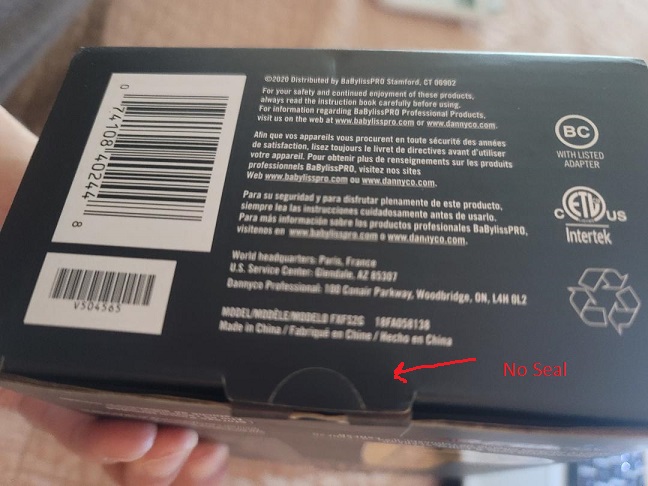 0 74108 40244 8
VS04565
©2020 Distributed by BaBylissPRO Stamford, CT 06902
For your safety and continued enjoyment of these products,
always read the instruction book carefully before using.
For information regarding BaBylissPRO Professional Products,
visit us on the web at www.babylisspro.com or www.dannyco.com.
Afin que vos appareils vous procurent en toute sécurité des années
de satisfaction, lisez toujours le livret de directives avant d'utiliser
votre appareil. Pour obtenir plus de renseignements sur les produits
professionnels BaBylissPRO, visitez nos sites
Web www.babylisspro.com ou www.dannyco.com.
Para su seguridad y para disfrutar plenamente de este producto,
siempre lea las instrucciones cuidadosamente antes de usarlo.
Para más información sobre los productos profesionales BaBylissPRO,
visítenos en www.babylisspro.com o www.dannyco.com.
World headquarters: Paris, France
U.S. Service Center: Glendale, AZ 85307
Dannyco Professional: 100 Conair Parkway, Woodbridge, ON, L4H 0L2
MODEL/MODÈLE/MODELO FXFS2G 18FA058138
Made in China / Fabriqué en Chine / Hecho en China
BC
WITH LISTED
ADAPTER
C ETL US
Intertek
No Seal